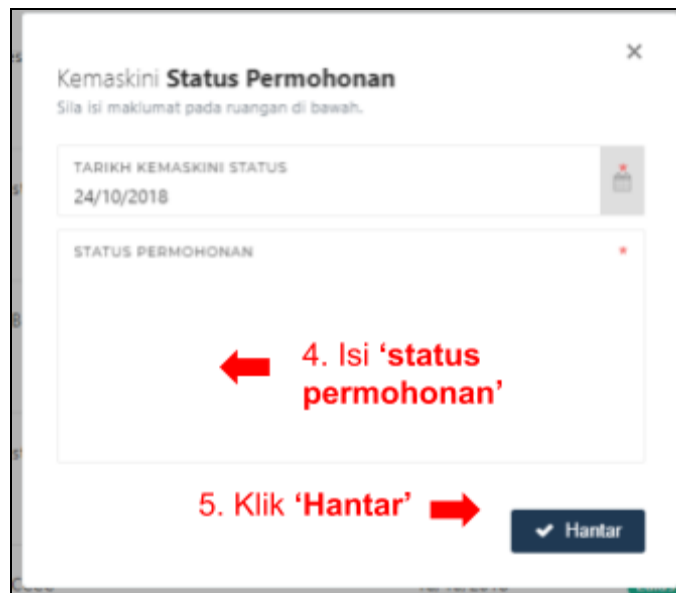 ×
Kemaskini Status Permohonan
Sila isi maklumat pada ruangan di bawah.
TARIKH KEMASKINI STATUS *
24/10/2018
STATUS PERMOHONAN *
4. Isi ‘status
permohonan’
5. Klik ‘Hantar’
✔ Hantar